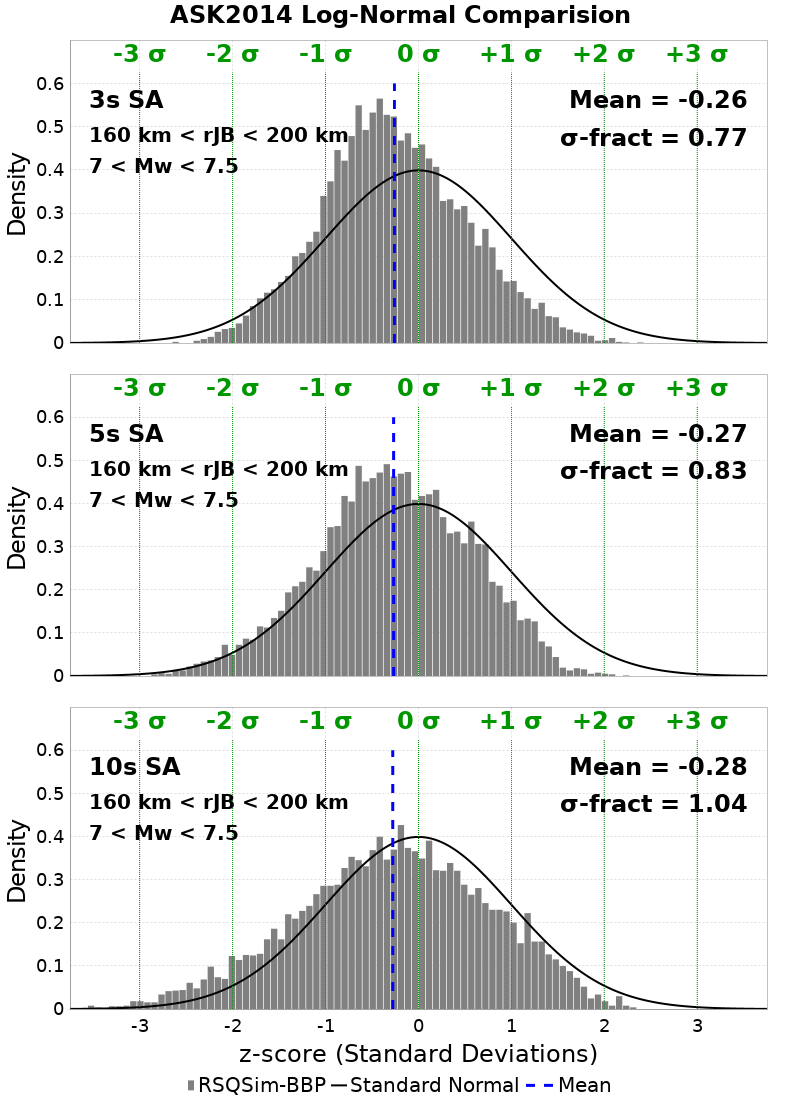 ASK2014 Log-Normal Comparision
-3 σ -2 σ -1 σ 0 σ +1 σ +2 σ +3 σ
0.6
3s SA Mean = -0.26
0.5
160 km < rJB < 200 km σ-fract = 0.77
7 < Mw < 7.5
0.4
Density
0.3
0.2
0.1
0
-3 σ -2 σ -1 σ 0 σ +1 σ +2 σ +3 σ
0.6
5s SA Mean = -0.27
0.5
160 km < rJB < 200 km σ-fract = 0.83
7 < Mw < 7.5
0.4
Density
0.3
0.2
0.1
0
-3 σ -2 σ -1 σ 0 σ +1 σ +2 σ +3 σ
0.6
10s SA Mean = -0.28
0.5
160 km < rJB < 200 km σ-fract = 1.04
7 < Mw < 7.5
0.4
Density
0.3
0.2
0.1
0
-3 -2 -1 0 1 2 3
z-score (Standard Deviations)
RSQSim-BBP Standard Normal Mean